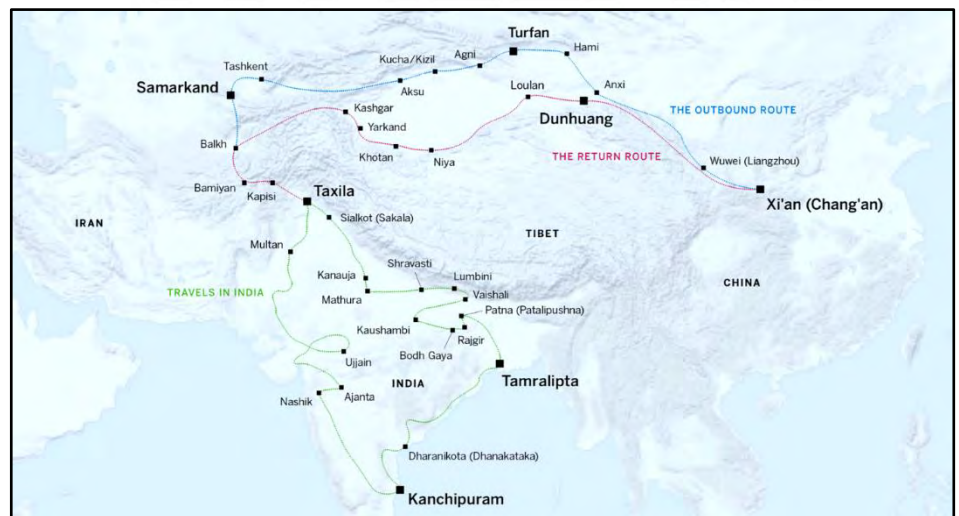 Turfan
Hami
Agni
Kucha/Kizil
Tashkent
Samarkand
Aksu
Loulan
Anxi
Dunhuang
THE OUTBOUND ROUTE
Kashgar
Yarkand
Balkh
Khotan
Niya
THE RETURN ROUTE
Wuwei (Liangzhou)
Bamiyan
Kapisi
Taxila
Xi'an (Chang'an)
Sialkot (Sakala)
IRAN
TIBET
Multan
Shravasti
Lumbini
Kanauja
CHINA
TRAVELS IN INDIA
Mathura
Vaishali
Patna (Patalipushna)
Kaushambi
Rajgir
Bodh Gaya
Ujjain
INDIA
Tamralipta
Nashik
Ajanta
Dharanikota (Dhanakataka)
Kanchipuram